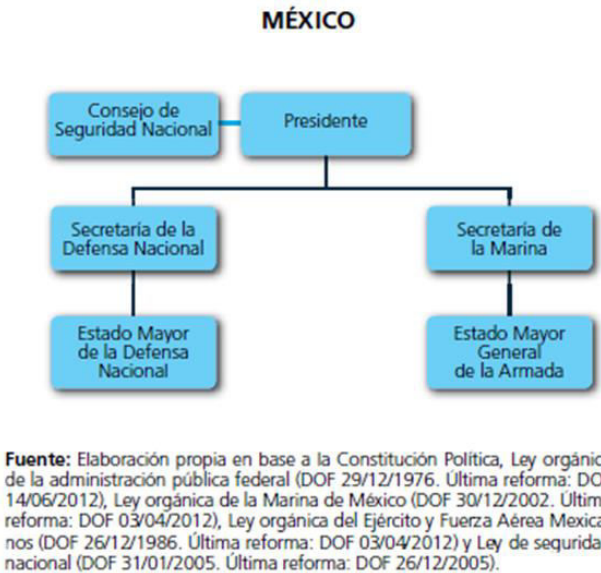 MÉXICO
Consejo de
Seguridad Nacional
Presidente
Secretaría de la
Defensa Nacional
Secretaría de
la Marina
Estado Mayor
de la Defensa
Nacional
Estado Mayor
General
de la Armada
Fuente: Elaboración propia en base a la Constitución Política, Ley orgánic
de la administración pública federal (DOF 29/12/1976. Última reforma: DO
14/06/2012), Ley orgánica de la Marina de México (DOF 30/12/2002. Últim
reforma: DOF 03/04/2012), Ley orgánica del Ejército y Fuerza Aérea Mexica
nos (DOF 26/12/1986. Última reforma: DOF 03/04/2012) y Ley de segurida
nacional (DOF 31/01/2005. Última reforma: DOF 26/12/2005).